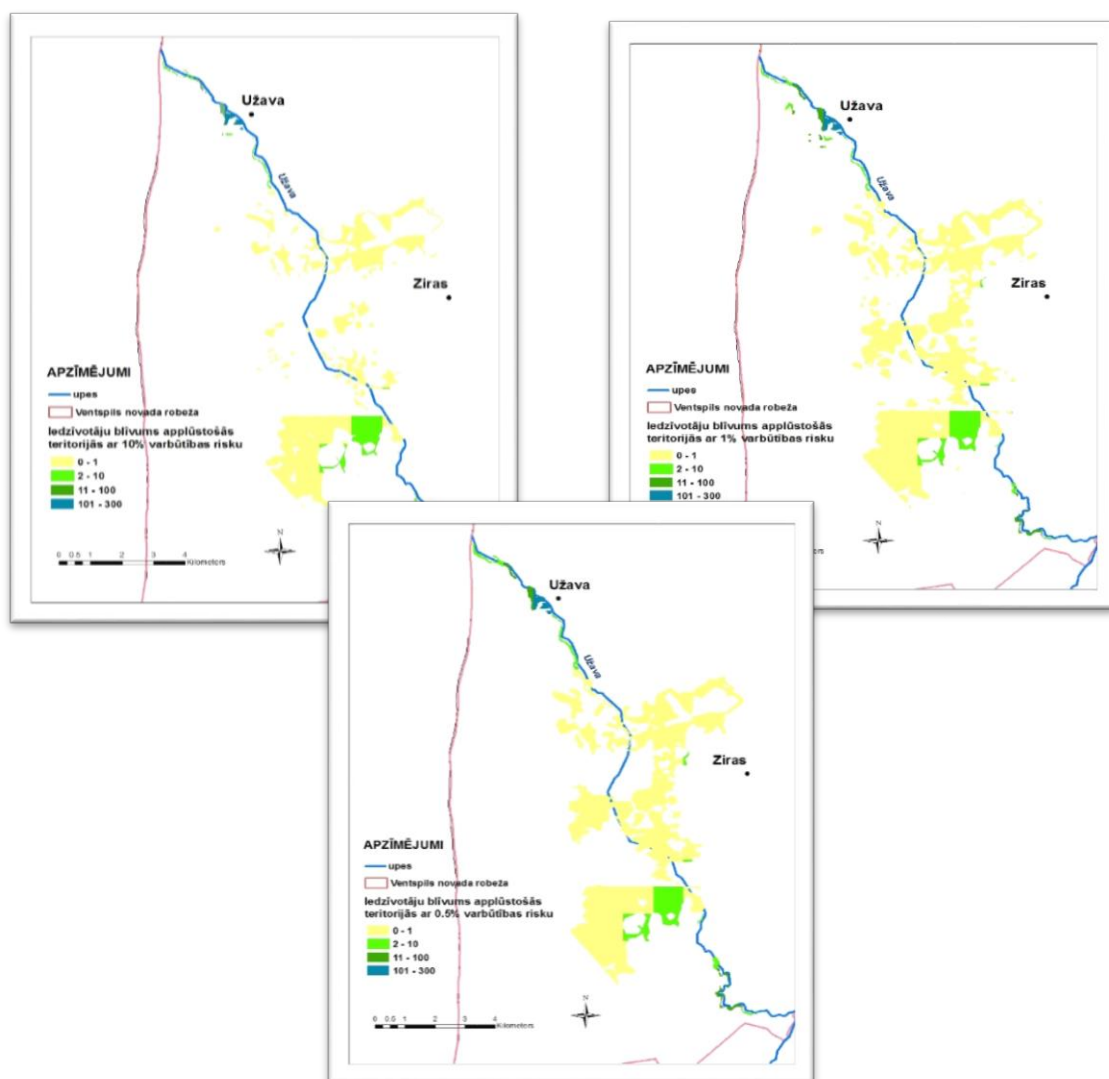 Užava
Užava
Ziras
APZĪMĒJUMI
upes
Ventspils novada robeža
Iedzīvotāju blīvums applūstošās
teritorijās ar 10% varbūtības risku
0 - 1
2 - 10
11 - 100
101 - 300
N
0 0.5 1 2 3 4
Kilometers
Užava
Užava
Ziras
APZĪMĒJUMI
upes
Ventspils novada robeža
Iedzīvotāju blīvums applūstošās
teritorijās ar 1% varbūtības risku
0 - 1
2 - 10
11 - 100
101 - 300
N
Užava
Užava
Ziras
APZĪMĒJUMI
upes
Ventspils novada robeža
Iedzīvotāju blīvums applūstošās
teritorijās ar 0.5% varbūtības risku
0 - 1
2 - 10
11 - 100
101 - 300
N
0 0.5 1 2 3 4
Kilometers